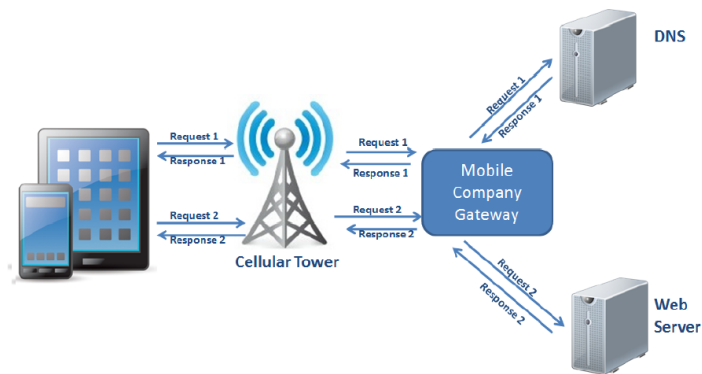 DNS
Request 1
Response 1
Request 1
Response 1
Request 1
Response 1
Mobile
Company
Gateway
Request 2
Response 2
Request 2
Response 2
Cellular Tower
Request 2
Response 2
Web
Server